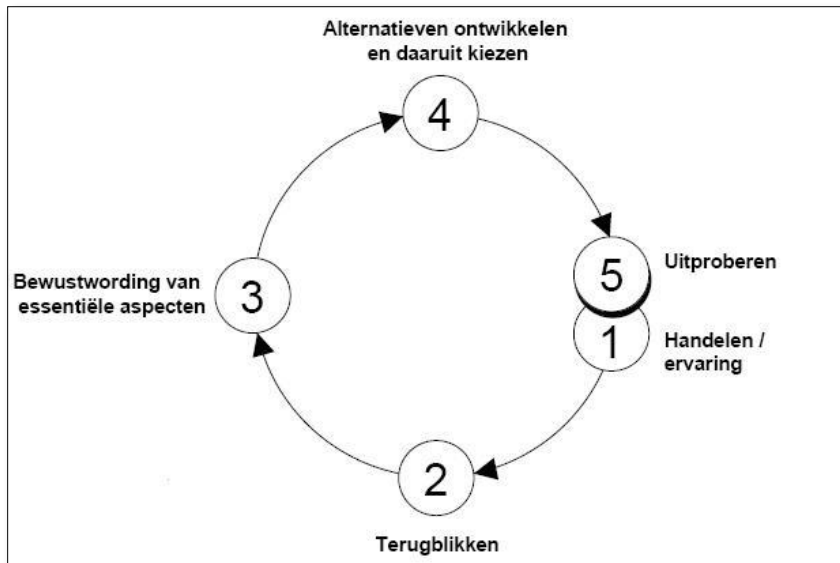 Alternatieven ontwikkelen
en daaruit kiezen
4
5
Uitproberen
Bewustwording van
essentiële aspecten
3
1
Handelen /
ervaring
2
Terugblikken